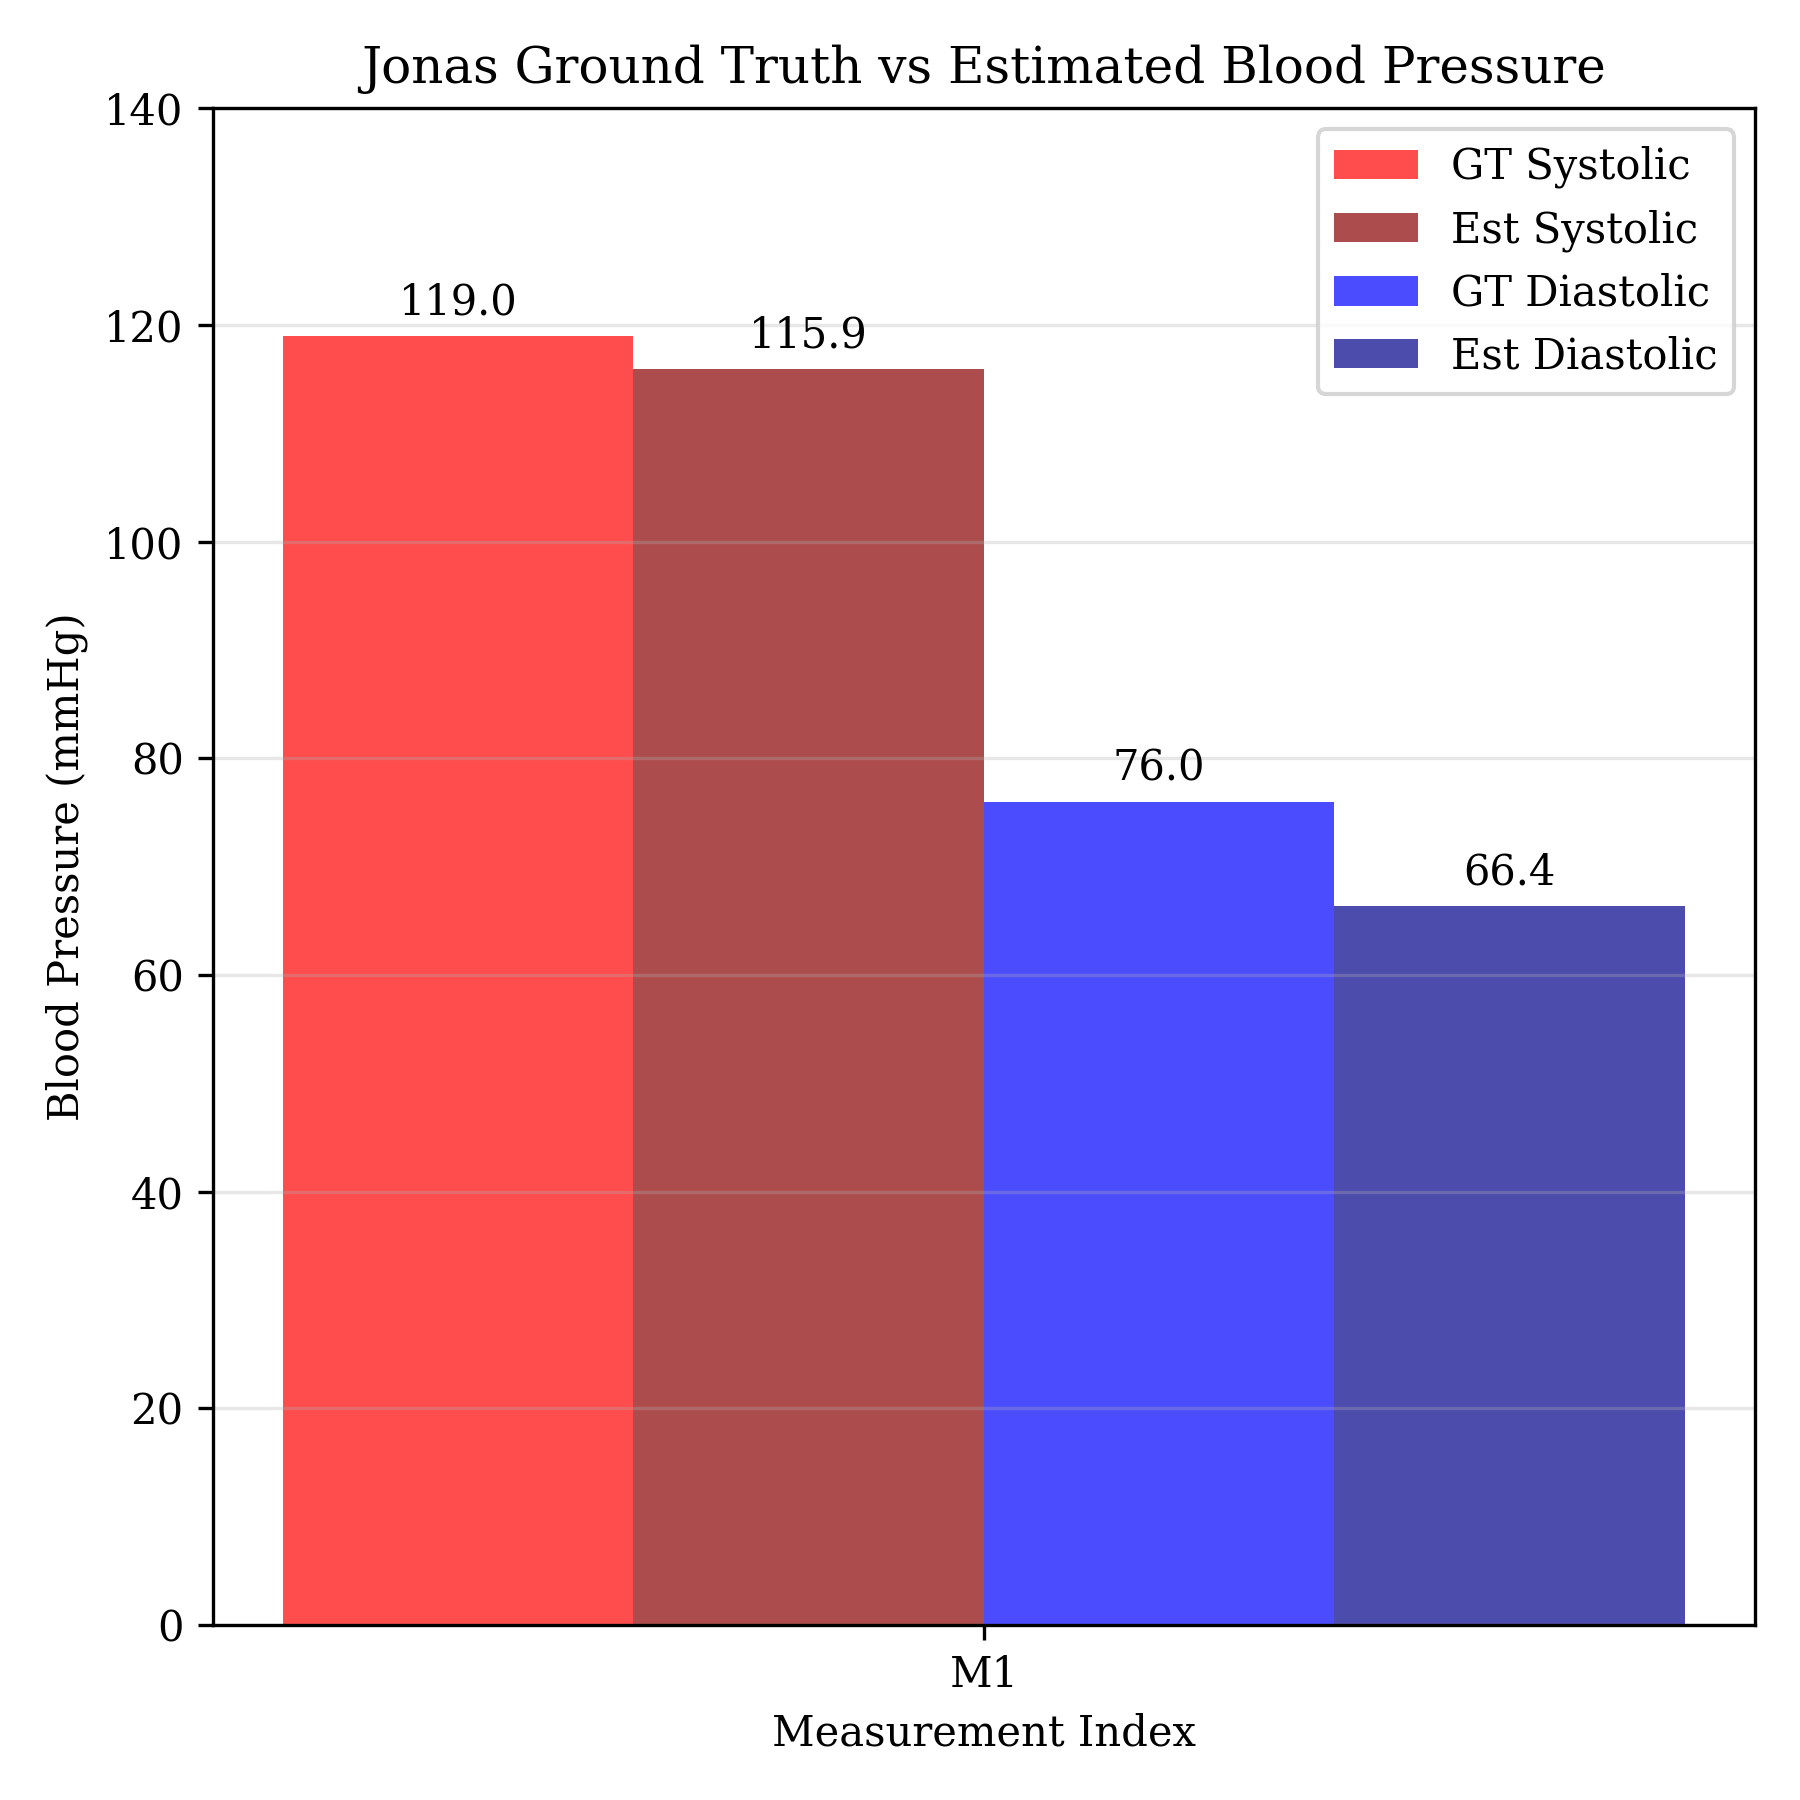 Jonas Ground Truth vs Estimated Blood Pressure
GT Systolic
Est Systolic
GT Diastolic
Est Diastolic
140
120
100
80
60
40
20
0
Blood Pressure (mmHg)
119.0
115.9
76.0
66.4
M1
Measurement Index